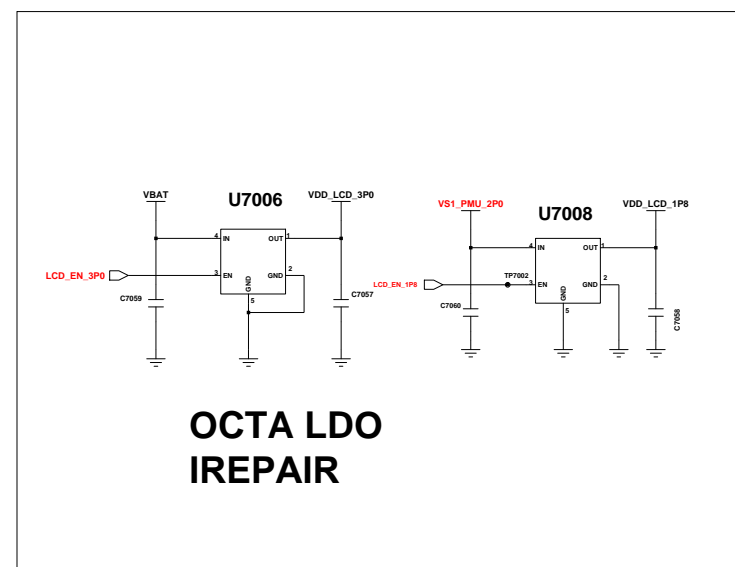 VBAT
U7006
VDD_LCD_3P0
4 IN
OUT 1
LCD_EN_3P0
3 EN
GND 2
GND
5
C7059
C7057
VS1_PMU_2P0
U7008
VDD_LCD_1P8
4 IN
OUT 1
LCD_EN_1P8
TP7002
3 EN
GND 2
GND
5
C7060
C7058
OCTA LDO
IREPAIR